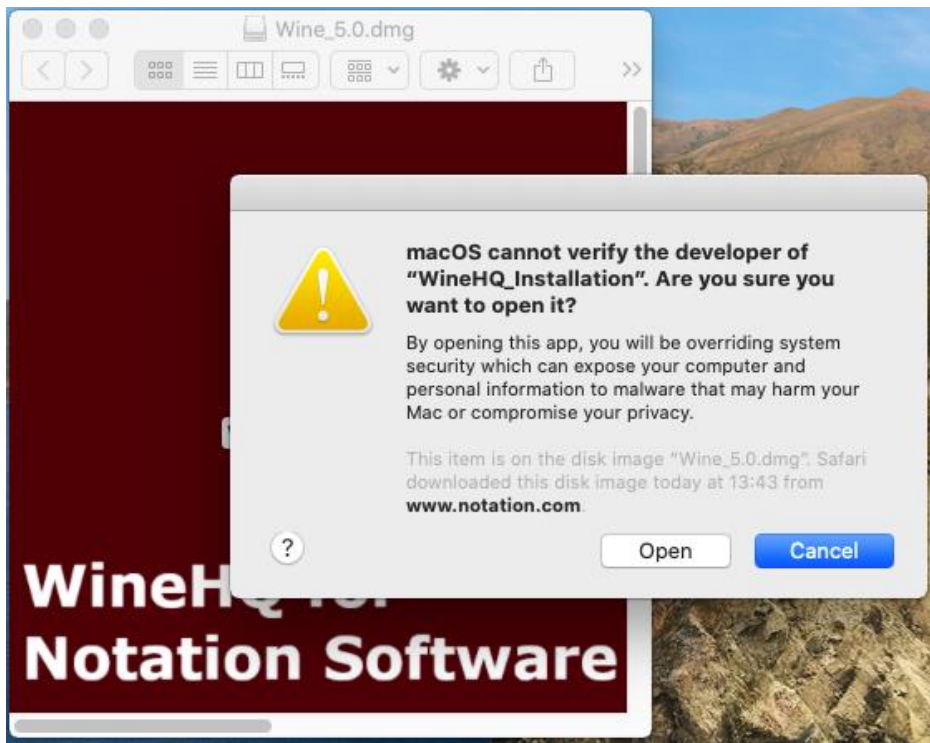 Wine_5.0.dmg
macOS cannot verify the developer of
“WineHQ_Installation”. Are you sure you
want to open it?
By opening this app, you will be overriding system
security which can expose your computer and
personal information to malware that may harm your
Mac or compromise your privacy.
This item is on the disk image “Wine_5.0.dmg”. Safari
downloaded this disk image today at 13:43 from
www.notation.com.
?
Open
Cancel
WineHQ for
Notation Software